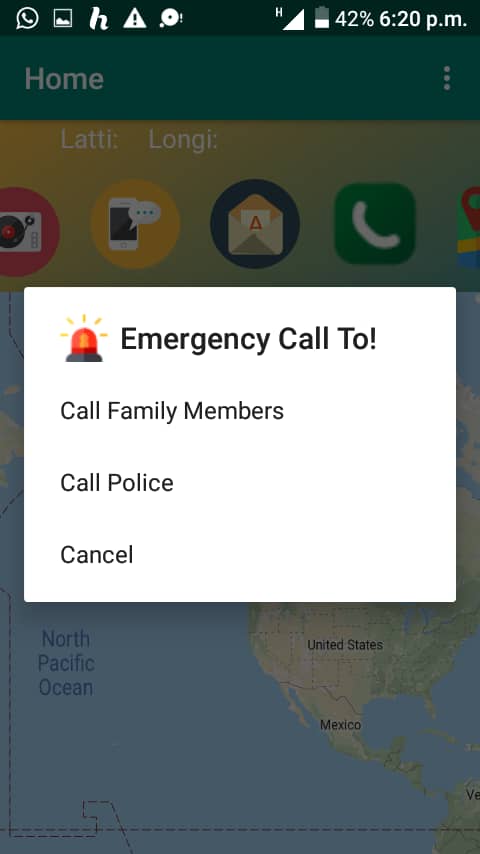 H 42% 6:20 p.m.
Home
Latti: Longi:
A
Emergency Call To!
Call Family Members
Call Police
Cancel
North
Pacific
Ocean
United States
Mexico
Ve